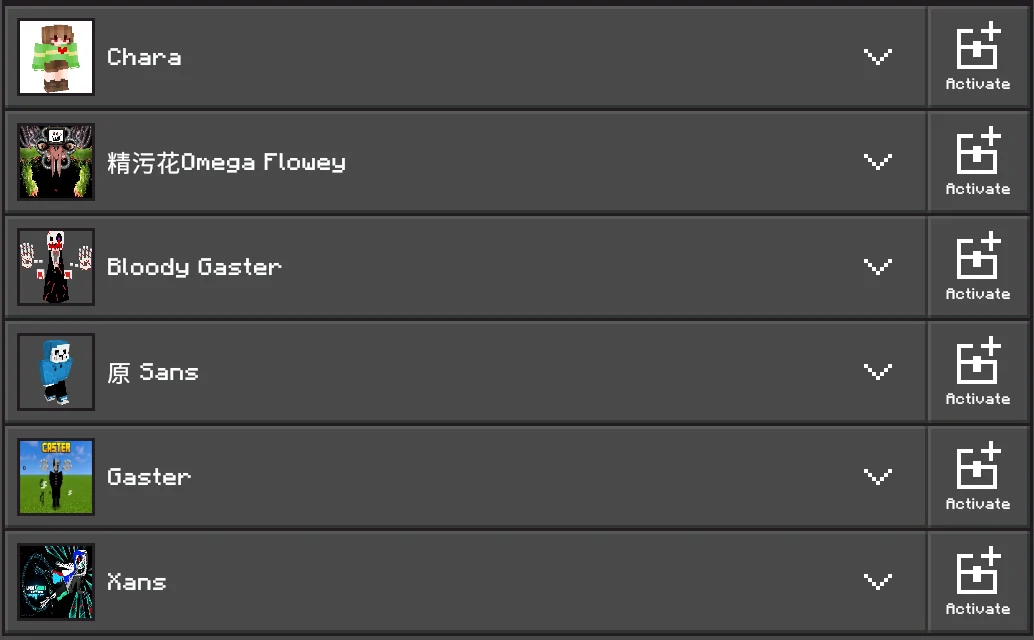 Chara
Activate
精污花Omega Flowey
Activate
Bloody Gaster
Activate
原 Sans
Activate
GASTER
Gaster
Activate
Xans
Activate